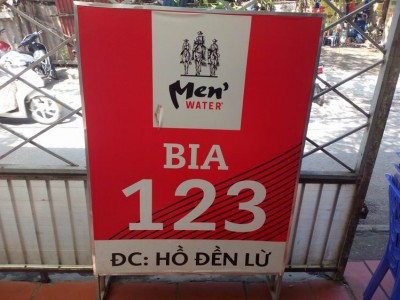 Men'
WATER
BIA
123
ĐC: HỒ ĐỀN LỪ